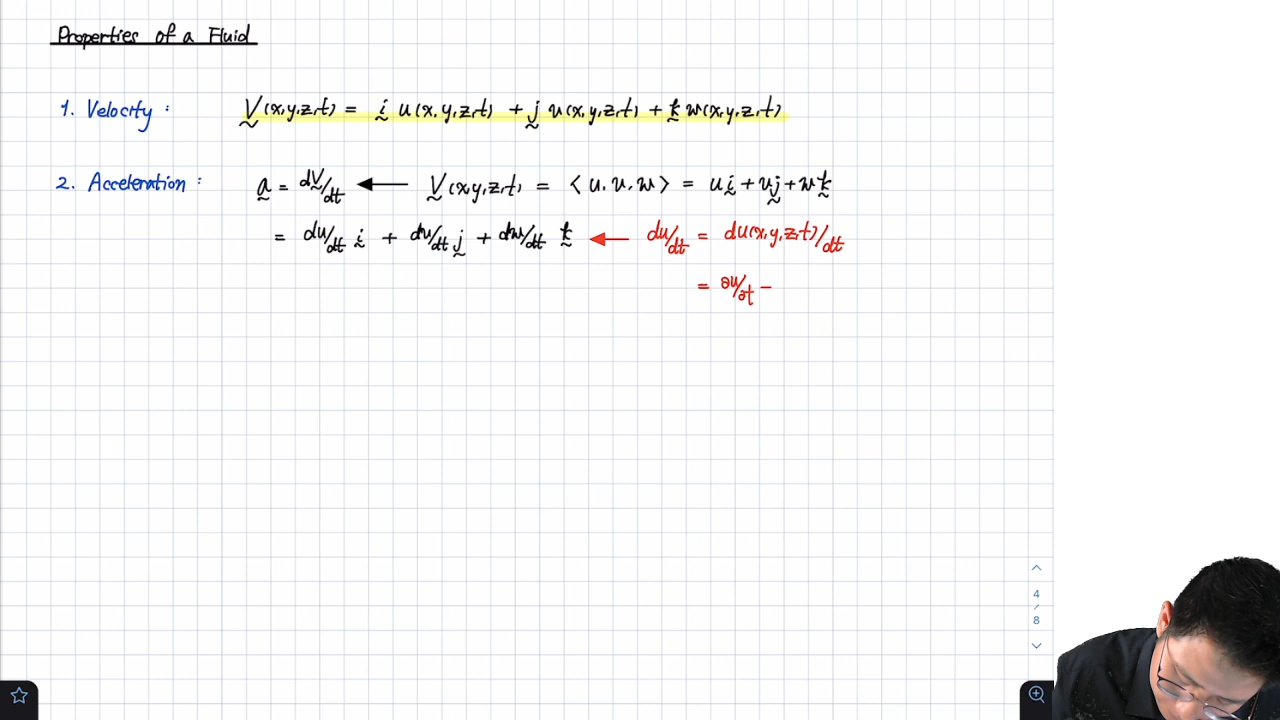 Properties of a Fluid
1. Velocity : V(x,y,z,t) = i u(x,y,z,t) + j v(x,y,z,t) + k w(x,y,z,t)
2. Acceleration : a = dV/dt ← V(x,y,z,t) = ⟨u, v, w⟩ = ui + vj + wk
= du/dt i + dv/dt j + dw/dt k ← du/dt = du(x,y,z,t)/dt
= ∂u/∂t -
4
/
8